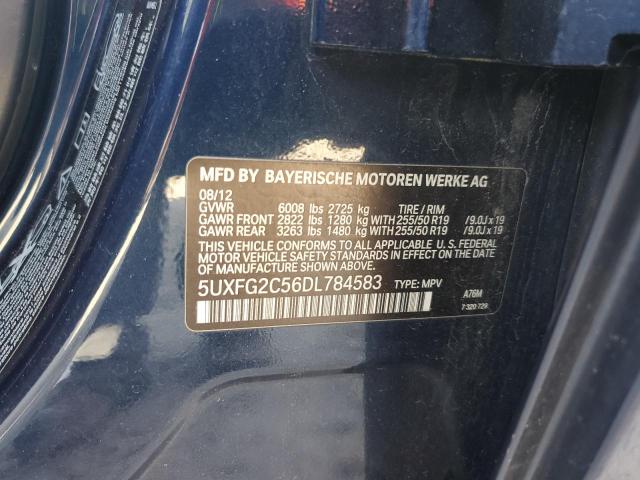 MFD BY BAYERISCHE MOTOREN WERKE AG
08/12
GVWR 6008 lbs 2725 kg TIRE / RIM
GAWR FRONT 2822 lbs 1280 kg WITH 255/50 R19 / 9.0J x 19
GAWR REAR 3263 lbs 1480 kg WITH 255/50 R19 / 9.0J x 19
THIS VEHICLE CONFORMS TO ALL APPLICABLE U. S. FEDERAL
MOTOR VEHICLE SAFETY STANDARDS IN EFFECT ON THE
DATE OF MANUFACTURE SHOWN ABOVE.
5UXFG2C56DL784583 TYPE: MPV
A76M
7 320 729